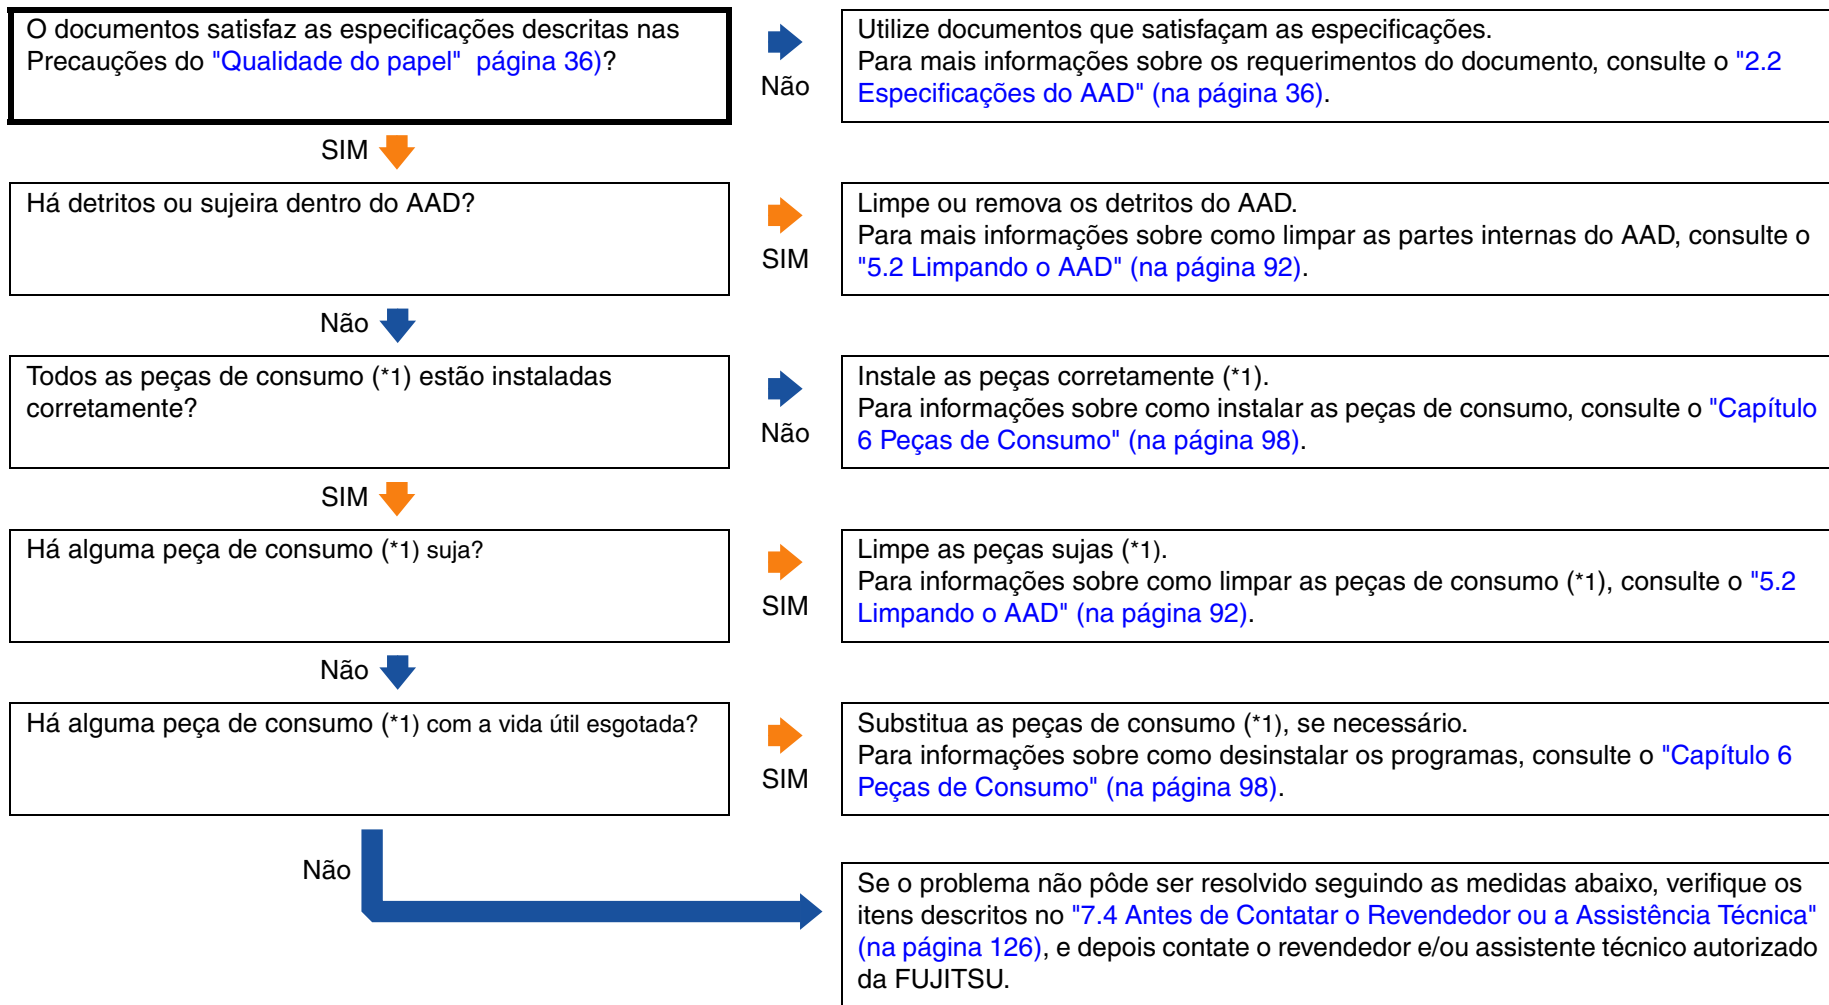 O documentos satisfaz as especificações descritas nas
Precauções do "Qualidade do papel"  página 36)?
Não
Utilize documentos que satisfaçam as especificações.
Para mais informações sobre os requerimentos do documento, consulte o "2.2
Especificações do AAD" (na página 36).
SIM
Há detritos ou sujeira dentro do AAD?
SIM
Limpe ou remova os detritos do AAD.
Para mais informações sobre como limpar as partes internas do AAD, consulte o
"5.2 Limpando o AAD" (na página 92).
Não
Todos as peças de consumo (*1) estão instaladas
corretamente?
Não
Instale as peças corretamente (*1).
Para informações sobre como instalar as peças de consumo, consulte o "Capítulo
6 Peças de Consumo" (na página 98).
SIM
Há alguma peça de consumo (*1) suja?
SIM
Limpe as peças sujas (*1).
Para informações sobre como limpar as peças de consumo (*1), consulte o "5.2
Limpando o AAD" (na página 92).
Não
Há alguma peça de consumo (*1) com a vida útil esgotada?
SIM
Substitua as peças de consumo (*1), se necessário.
Para informações sobre como desinstalar os programas, consulte o "Capítulo 6
Peças de Consumo" (na página 98).
Não
Se o problema não pôde ser resolvido seguindo as medidas abaixo, verifique os
itens descritos no "7.4 Antes de Contatar o Revendedor ou a Assistência Técnica"
(na página 126), e depois contate o revendedor e/ou assistente técnico autorizado
da FUJITSU.